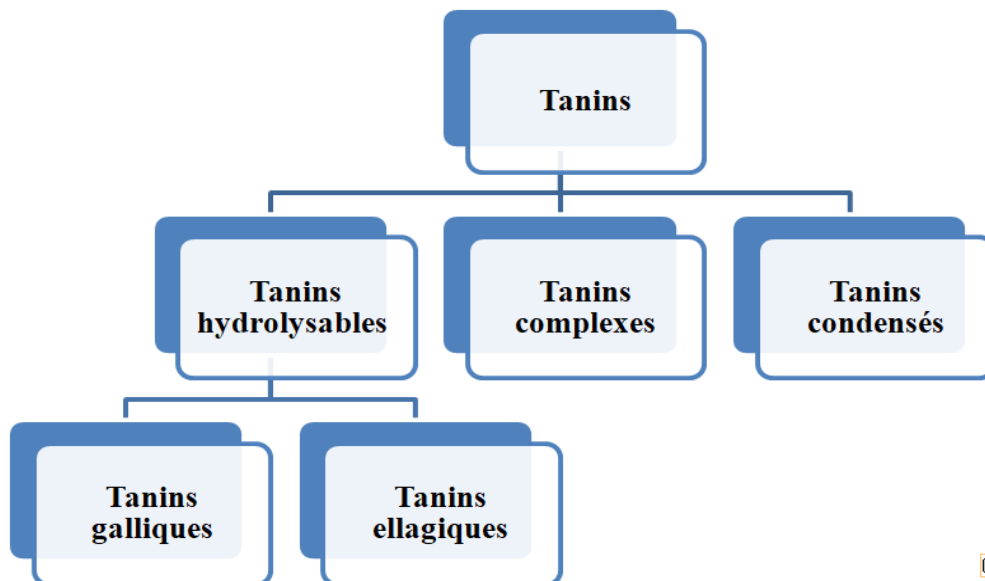 Tanins
Tanins
hydrolysables
Tanins
complexes
Tanins
condensés
Tanins
galliques
Tanins
ellagiques